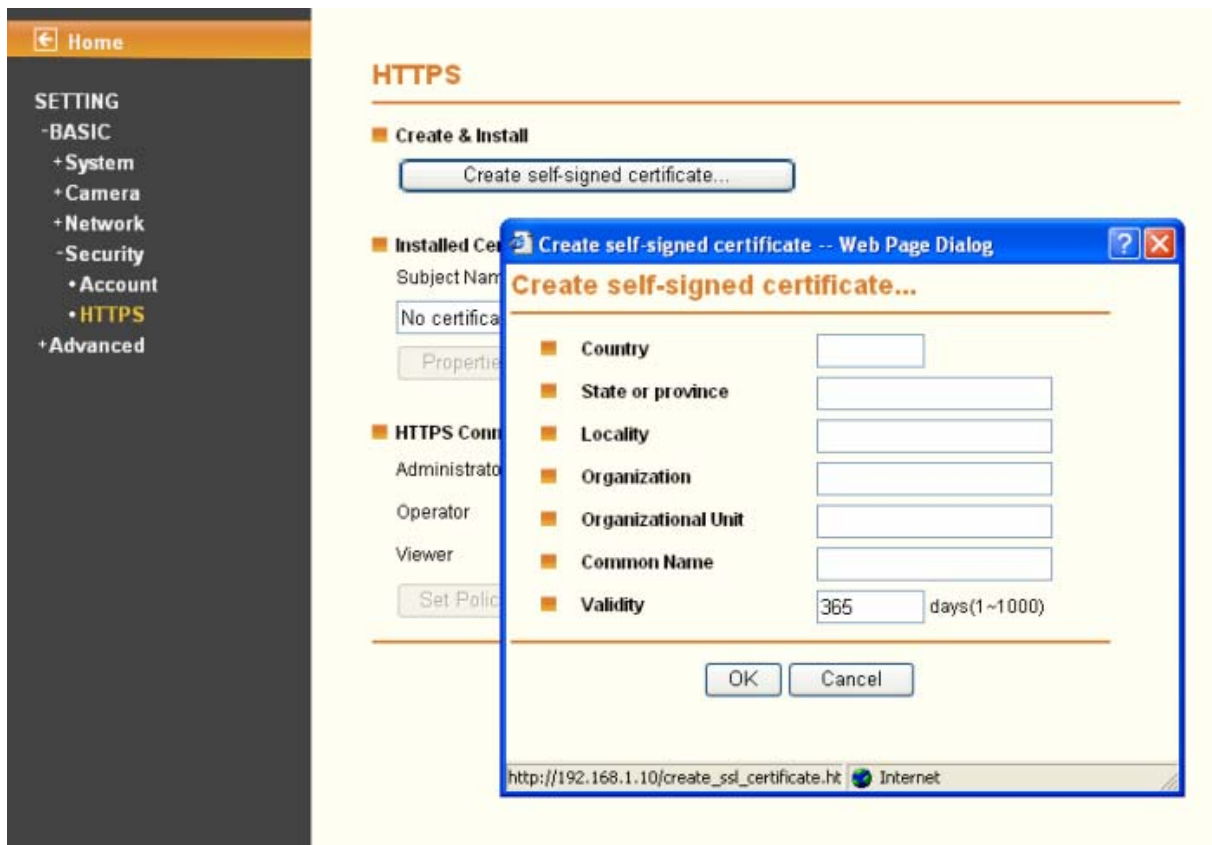 Home
SETTING
-BASIC
+System
+Camera
+Network
-Security
•Account
•HTTPS
+Advanced
HTTPS
Create & Install
Create self-signed certificate...
Installed Cer
Subject Nam
No certifica
Propertie
HTTPS Conn
Administrato
Operator
Viewer
Set Polic
Create self-signed certificate -- Web Page Dialog
Create self-signed certificate...
Country
State or province
Locality
Organization
Organizational Unit
Common Name
Validity 365 days(1~1000)
OK Cancel
http://192.168.1.10/create_ssl_certificate.ht Internet